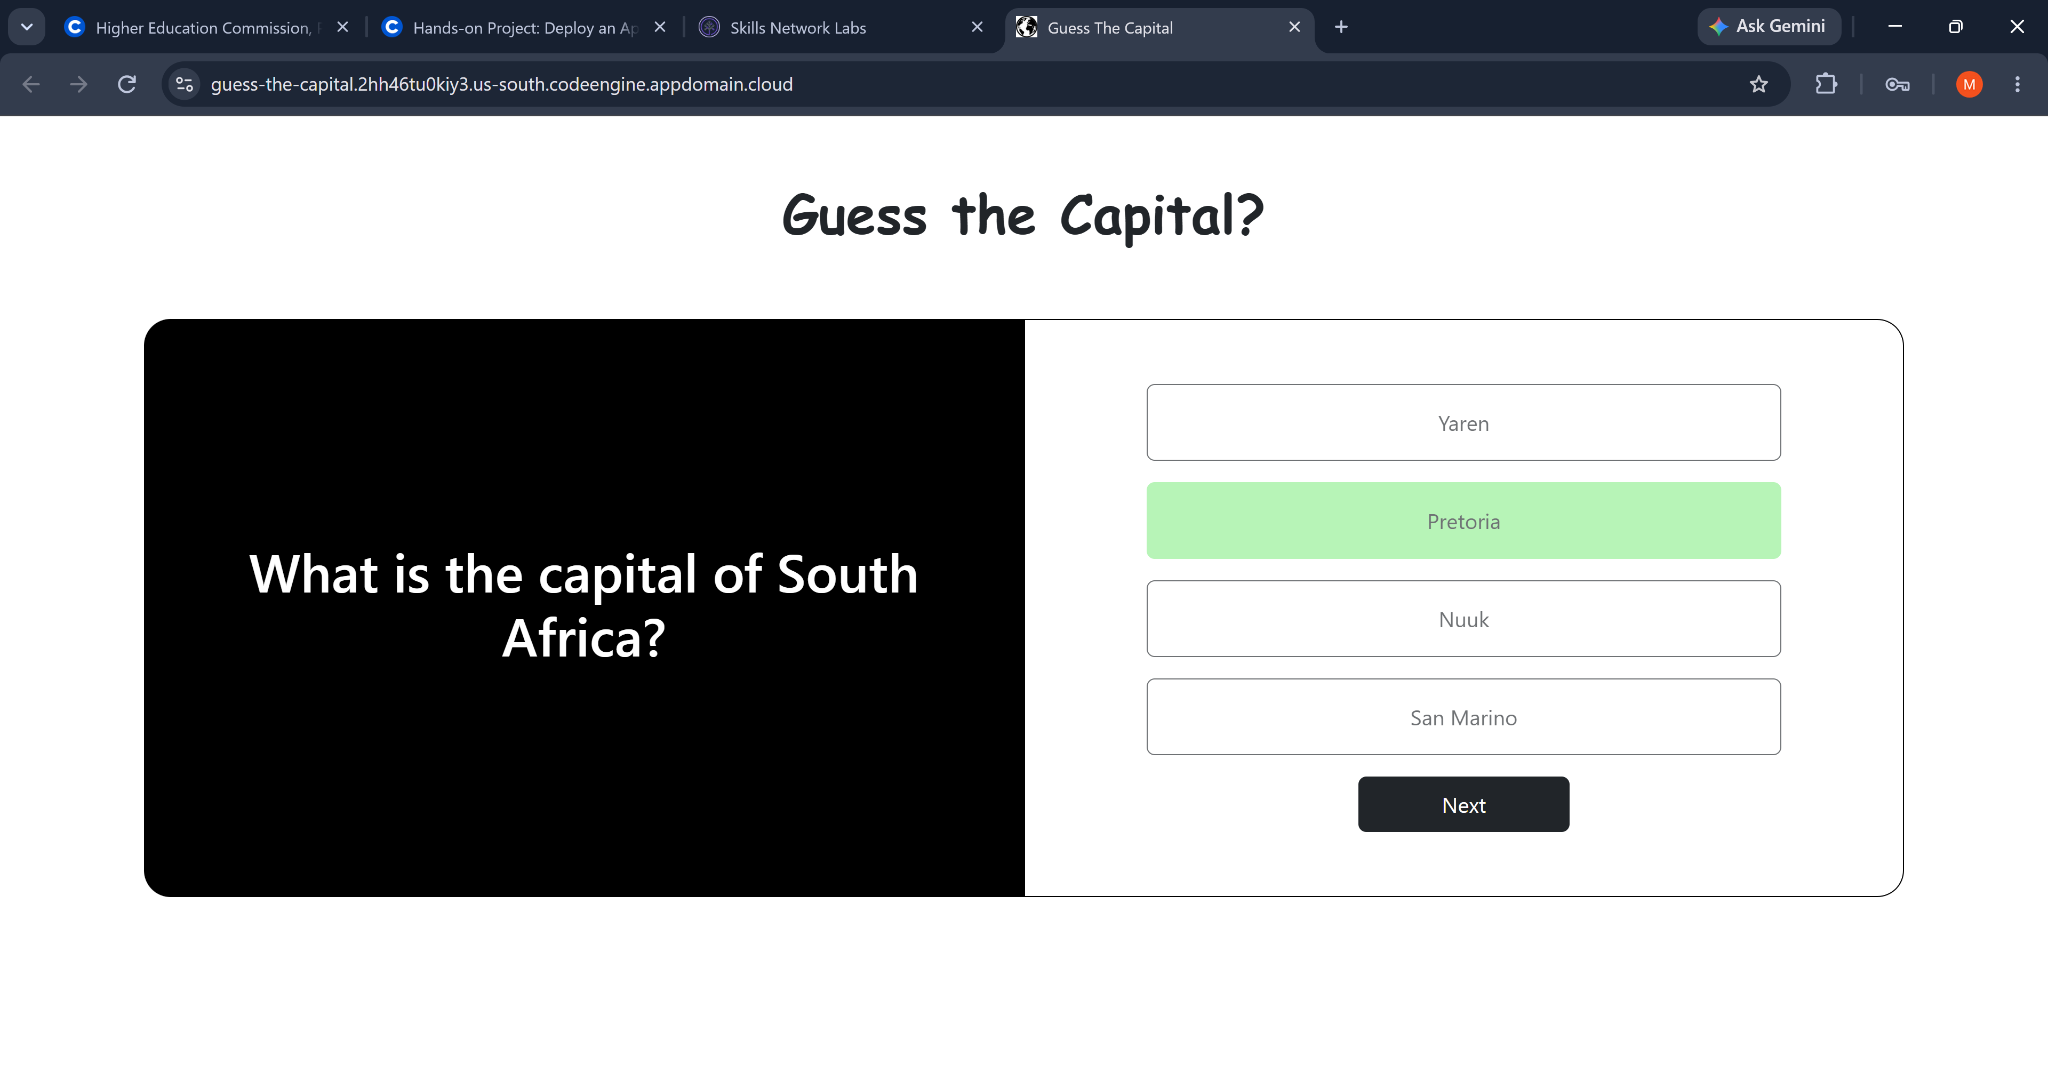 Higher Education Commission,
Hands-on Project: Deploy an Ap
Skills Network Labs
Guess The Capital
Ask Gemini
guess-the-capital.2hh46tu0kiy3.us-south.codeengine.appdomain.cloud
M
Guess the Capital?
What is the capital of South
Africa?
Yaren
Pretoria
Nuuk
San Marino
Next